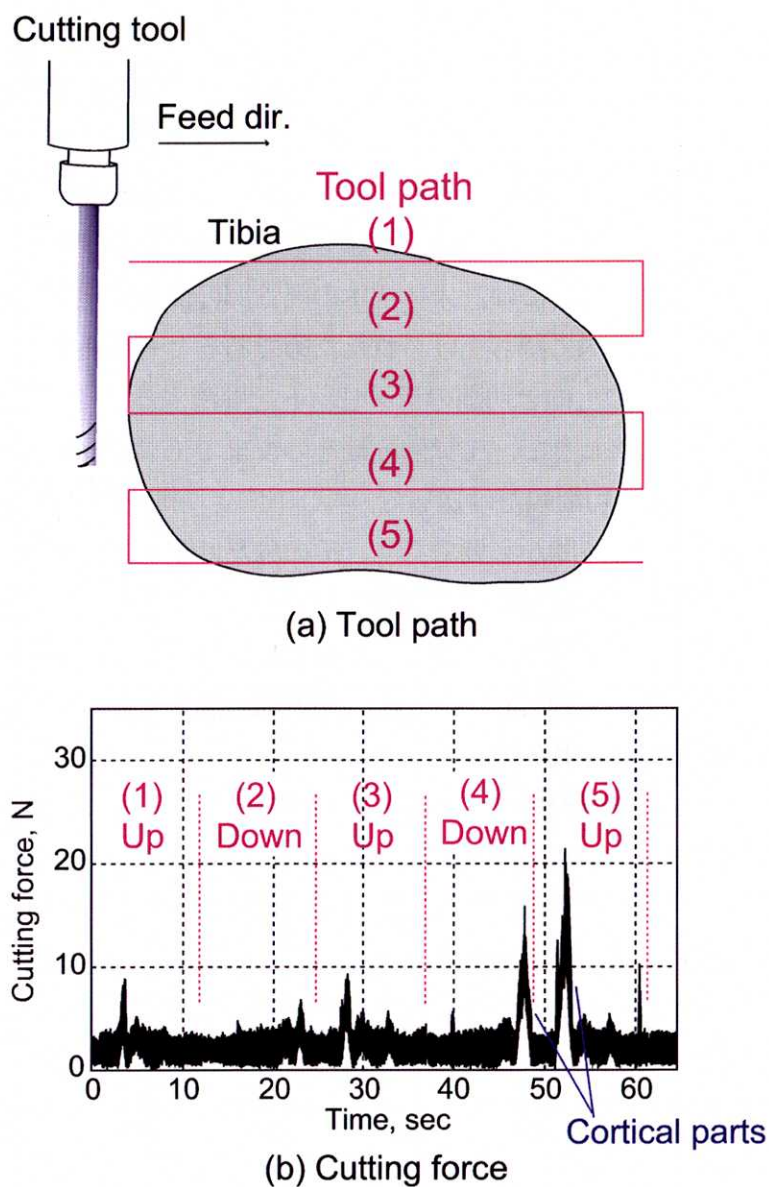 Cutting tool
Feed dir.
Tool path
Tibia
(1)
(2)
(3)
(4)
(5)
(a) Tool path
Cutting force, N
30
20
10
0
(1)
Up
(2)
Down
(3)
Up
(4)
Down
(5)
Up
0 10 20 30 40 50 60
Time, sec
Cortical parts
(b) Cutting force